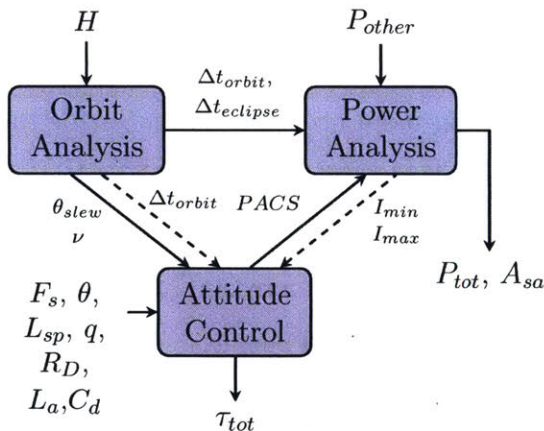 H
P_other
Orbit
Analysis
Δt_orbit,
Δt_eclipse
Power
Analysis
θ_slew
ν
Δt_orbit
PACS
I_min
I_max
P_tot, A_sa
F_s, θ,
L_sp, q,
R_D,
L_a,C_d
Attitude
Control
τ_tot